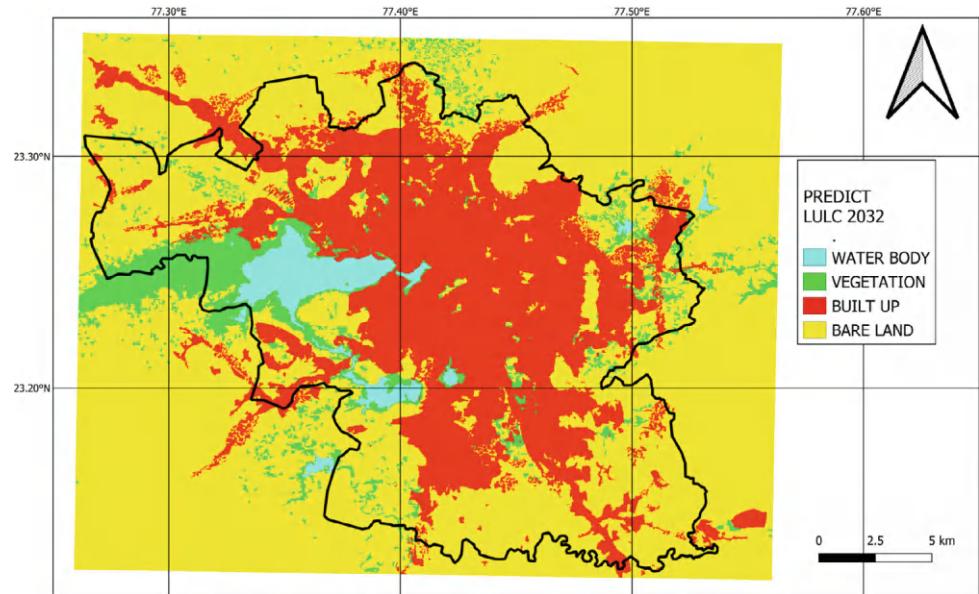 77.30°E 77.40°E 77.50°E 77.60°E
23.30°N
23.20°N
PREDICT
LULC 2032
.
WATER BODY
VEGETATION
BUILT UP
BARE LAND
0 2.5 5 km